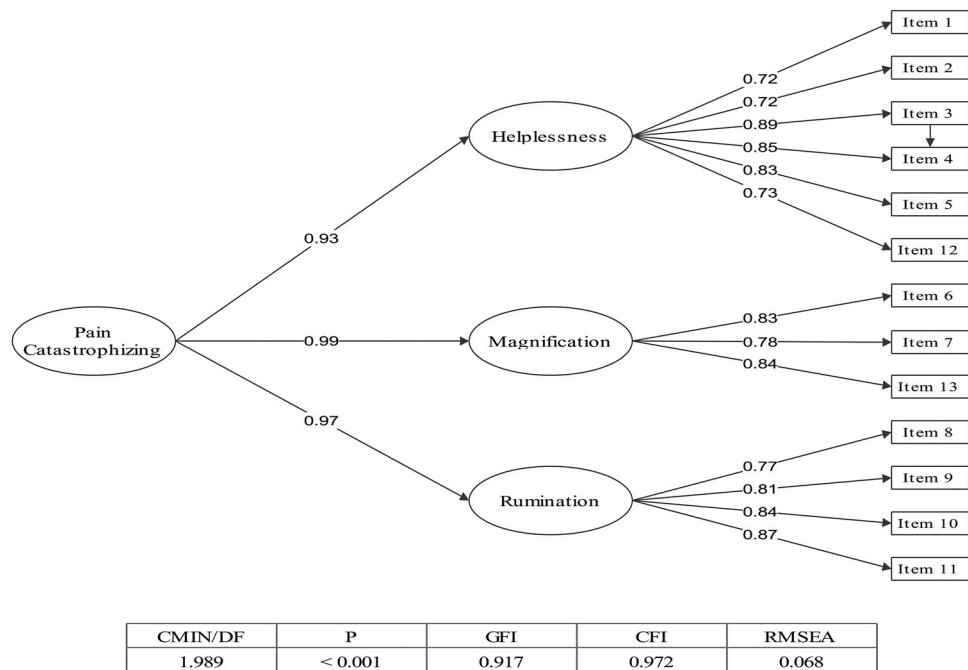 Item 1
Item 2
0.72
0.72
Item 3
0.89
Helplessness
0.85
Item 4
0.83
0.73
Item 5
0.93
Item 12
Item 6
0.83
Pain
Catastrophizing
0.99
Magnification
0.78
Item 7
0.84
Item 13
0.97
Item 8
0.77
0.81
Item 9
Rumination
0.84
Item 10
0.87
Item 11
CMIN/DF P GFI CFI RMSEA
1.989 < 0.001 0.917 0.972 0.068